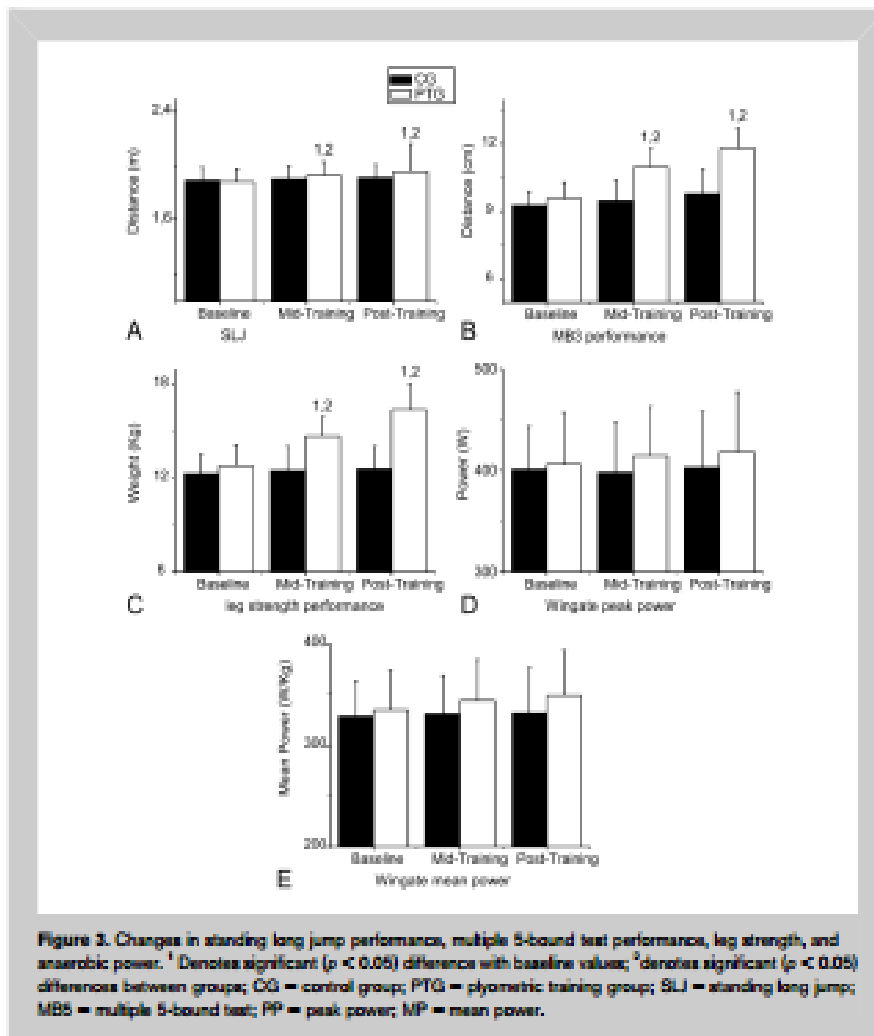 CG
PTG
2,4
1,6
Distance (m)
1,2
1,2
Baseline Mid-Training Post-Training
A
SLJ
12
9
6
Distance (cm)
1,2
1,2
Baseline Mid-Training Post-Training
B
MB5 performance
18
12
Weight (Kg)
1,2
1,2
Baseline Mid-Training Post-Training
C
leg strength performance
500
400
300
Power (W)
Baseline Mid-Training Post-Training
D
Wingate peak power
400
300
200
Mean Power (W/Kg)
Baseline Mid-Training Post-Training
E
Wingate mean power
Figure 3. Changes in standing long jump performance, multiple 5-bound test performance, leg strength, and
anaerobic power. ¹ Denotes significant (p < 0.05) difference with baseline values; ²denotes significant (p < 0.05)
differences between groups; CG = control group; PTG = plyometric training group; SLJ = standing long jump;
MB5 = multiple 5-bound test; PP = peak power; MP = mean power.